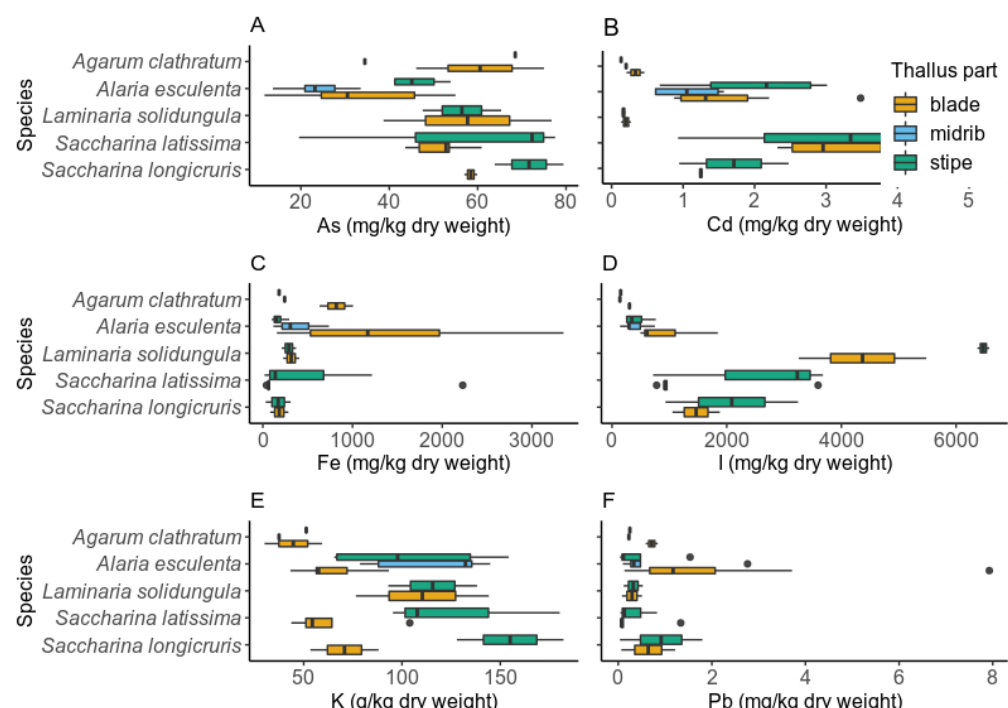 A
B
Species
Agarum clathratum
Alaria esculenta
Laminaria solidungula
Saccharina latissima
Saccharina longicruris
20 40 60 80
As (mg/kg dry weight)
0 1 2 3 4 5
Cd (mg/kg dry weight)
Thallus part
blade
midrib
stipe
C
D
Species
Agarum clathratum
Alaria esculenta
Laminaria solidungula
Saccharina latissima
Saccharina longicruris
0 1000 2000 3000
Fe (mg/kg dry weight)
0 2000 4000 6000
I (mg/kg dry weight)
E
F
Species
Agarum clathratum
Alaria esculenta
Laminaria solidungula
Saccharina latissima
Saccharina longicruris
50 100 150
K (g/kg dry weight)
0 2 4 6 8
Pb (mg/kg dry weight)